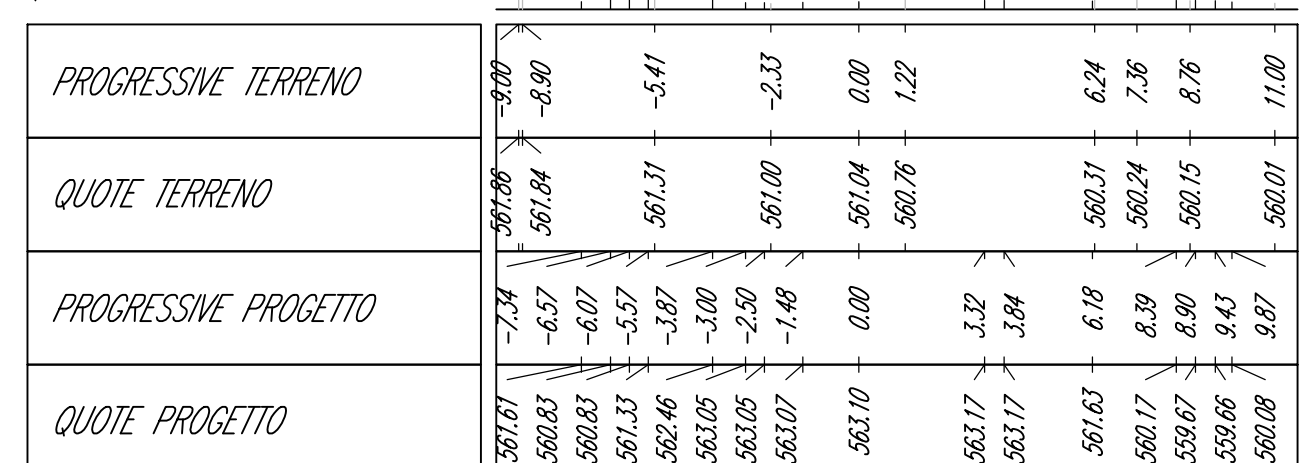 PROGRESSIVE TERRENO -9.00 -8.90 -5.41 -2.33 0.00 1.22 6.24 7.36 8.76 11.00
QUOTE TERRENO 561.86 561.84 561.31 561.00 561.04 560.76 560.31 560.24 560.15 560.01
PROGRESSIVE PROGETTO -7.34 -6.57 -6.07 -5.57 -3.87 -3.00 -2.50 -1.48 0.00 3.32 3.84 6.18 8.39 8.90 9.43 9.87
QUOTE PROGETTO 561.61 560.83 560.83 561.33 562.46 563.05 563.05 563.07 563.10 563.17 563.17 561.63 560.17 559.67 559.66 560.08